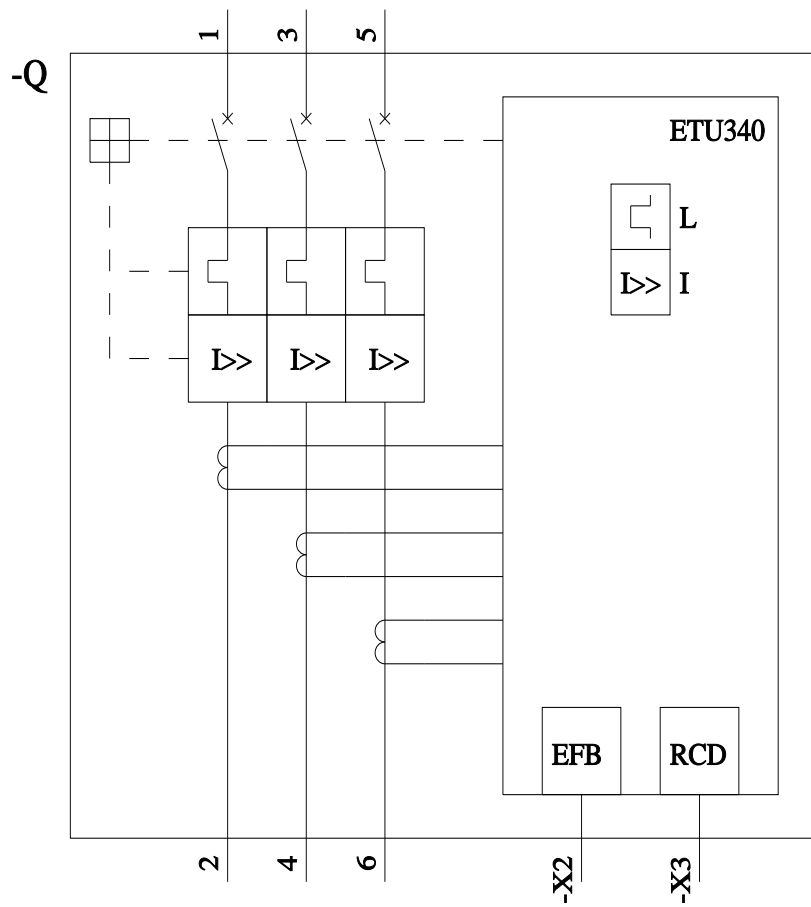 1 3 5
-Q
ETU340
L
I>> I
I>> I>> I>>
EFB RCD
2 4 6 -X2 -X3